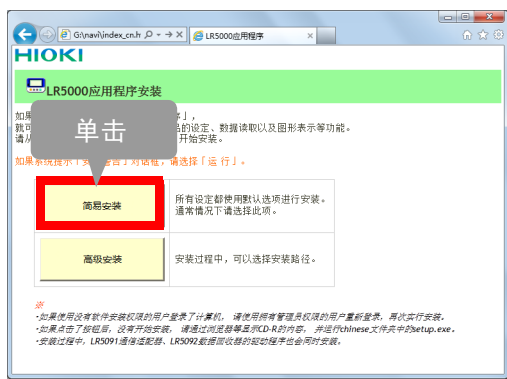 G:\navi\index_cn.h
LR5000应用程序
HIOKI
LR5000应用程序安装
如果
」,
就可
的设定、数据读取以及图形表示等功能。
请从
开始安装。
单击
如果系统提示「安
」对话框，请选择「运 行」。
简易安装
所有设定都使用默认选项进行安装。
通常情况下请选择此项。
高级安装
安装过程中，可以选择安装路径。
･如果使用没有软件安装权限的用户登录了计算机， 请使用拥有管理员权限的用户重新登录，再次实行安装。
･如果点击了按钮后，没有开始安装， 请通过浏览器等显示CD-R的内容， 并运行chinese文件夹中的setup.exe。
･安装过程中，LR5091通信适配器、LR5092数据回收器的驱动程序也会同时安装。